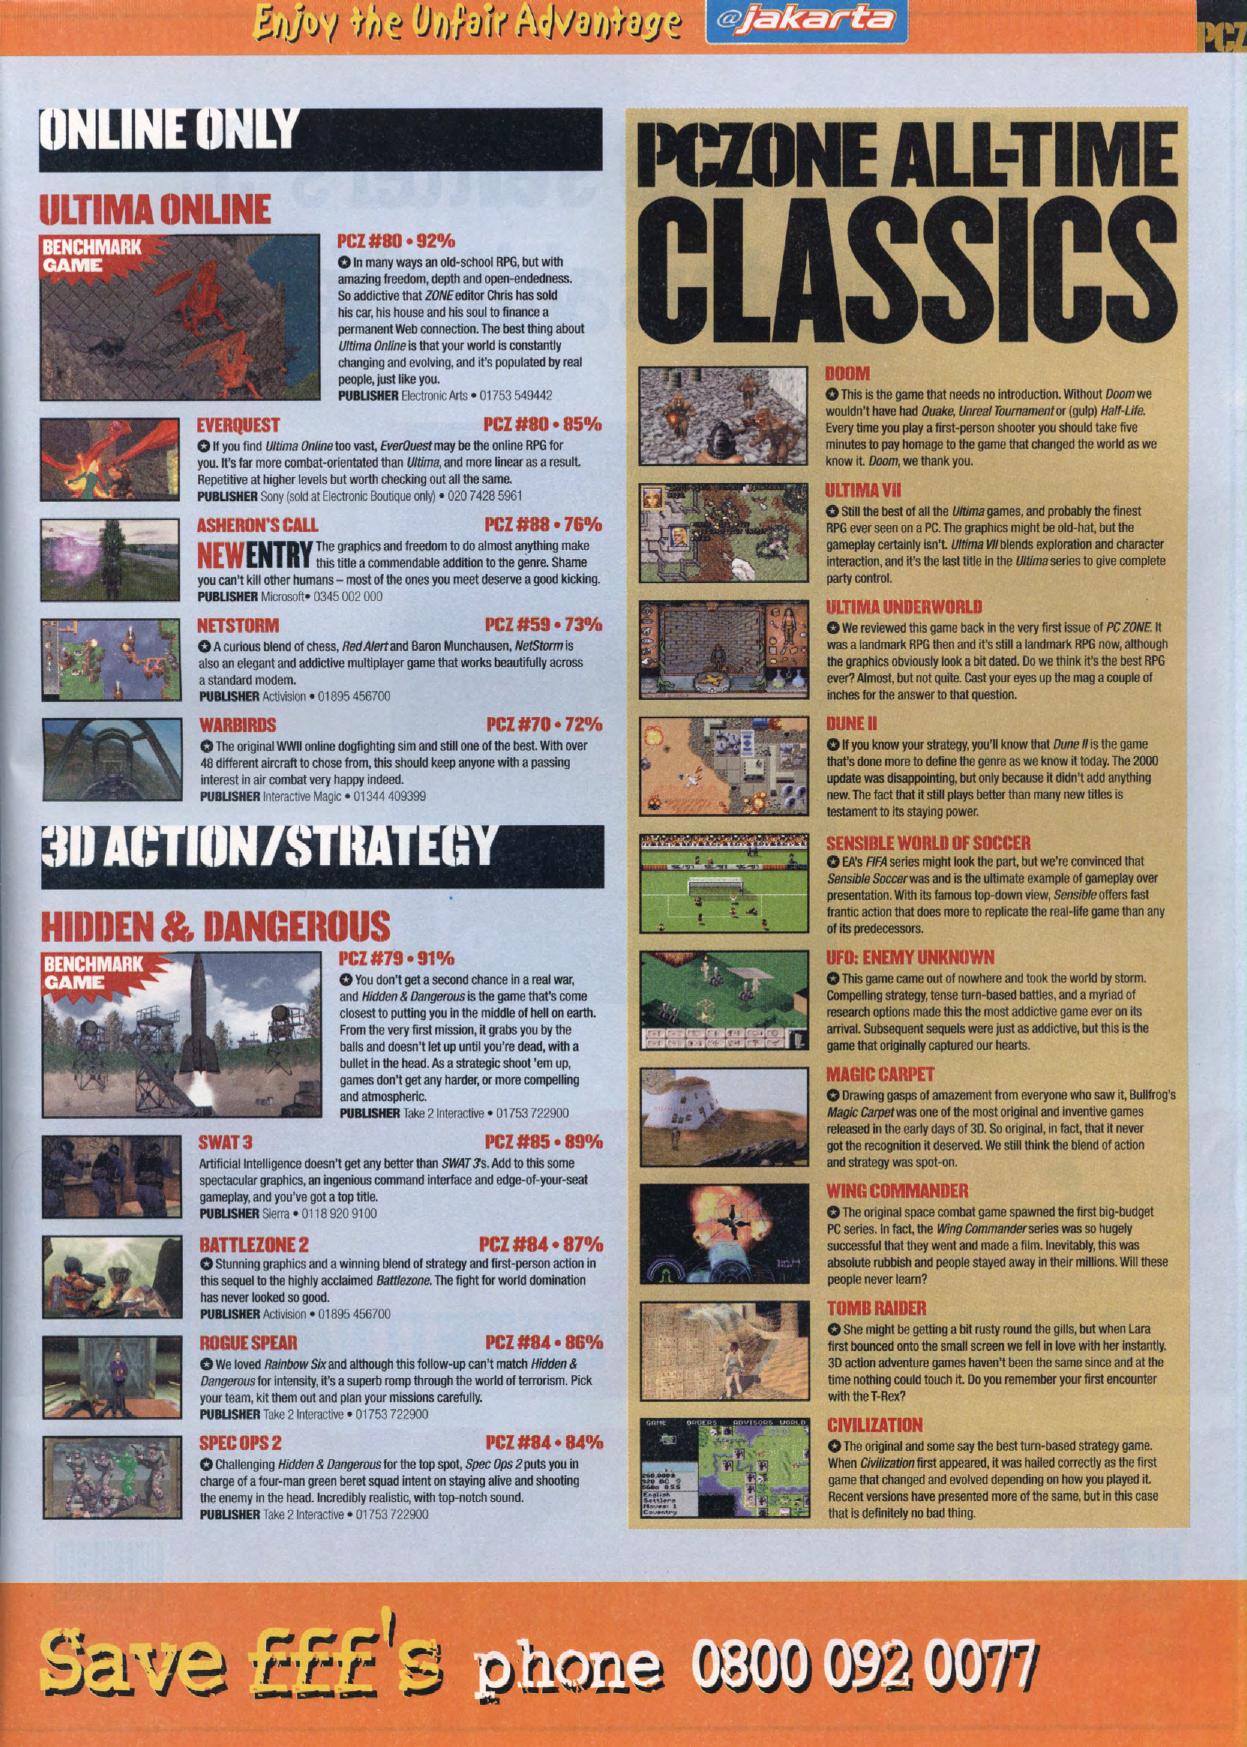 Enjoy the Unfair Advantage
@jakarta
PCZ
ONLINE ONLY
ULTIMA ONLINE
BENCHMARK
GAME
PCZ #80 • 92%
In many ways an old-school RPG, but with
amazing freedom, depth and open-endedness.
So addictive that ZONE editor Chris has sold
his car, his house and his soul to finance a
permanent Web connection. The best thing about
Ultima Online is that your world is constantly
changing and evolving, and it's populated by real
people, just like you.
PUBLISHER Electronic Arts • 01753 549442
EVERQUEST PCZ #80 • 85%
If you find Ultima Online too vast, EverQuest may be the online RPG for
you. It's far more combat-orientated than Ultima, and more linear as a result.
Repetitive at higher levels but worth checking out all the same.
PUBLISHER Sony (sold at Electronic Boutique only) • 020 7428 5961
ASHERON'S CALL PCZ #88 • 76%
NEW ENTRY The graphics and freedom to do almost anything make
this title a commendable addition to the genre. Shame
you can't kill other humans – most of the ones you meet deserve a good kicking.
PUBLISHER Microsoft• 0345 002 000
NETSTORM PCZ #59 • 73%
A curious blend of chess, Red Alert and Baron Munchausen, NetStorm is
also an elegant and addictive multiplayer game that works beautifully across
a standard modem.
PUBLISHER Activision • 01895 456700
WARBIRDS PCZ #70 • 72%
The original WWII online dogfighting sim and still one of the best. With over
48 different aircraft to chose from, this should keep anyone with a passing
interest in air combat very happy indeed.
PUBLISHER Interactive Magic • 01344 409399
3D ACTION/STRATEGY
HIDDEN & DANGEROUS
BENCHMARK
GAME
PCZ #79 • 91%
You don't get a second chance in a real war,
and Hidden & Dangerous is the game that's come
closest to putting you in the middle of hell on earth.
From the very first mission, it grabs you by the
balls and doesn't let up until you're dead, with a
bullet in the head. As a strategic shoot 'em up,
games don't get any harder, or more compelling
and atmospheric.
PUBLISHER Take 2 Interactive • 01753 722900
SWAT 3 PCZ #85 • 89%
Artificial Intelligence doesn't get any better than SWAT 3's. Add to this some
spectacular graphics, an ingenious command interface and edge-of-your-seat
gameplay, and you've got a top title.
PUBLISHER Sierra • 0118 920 9100
BATTLEZONE 2 PCZ #84 • 87%
Stunning graphics and a winning blend of strategy and first-person action in
this sequel to the highly acclaimed Battlezone. The fight for world domination
has never looked so good.
PUBLISHER Activision • 01895 456700
ROGUE SPEAR PCZ #84 • 86%
We loved Rainbow Six and although this follow-up can't match Hidden &
Dangerous for intensity, it's a superb romp through the world of terrorism. Pick
your team, kit them out and plan your missions carefully.
PUBLISHER Take 2 Interactive • 01753 722900
SPEC OPS 2 PCZ #84 • 84%
Challenging Hidden & Dangerous for the top spot, Spec Ops 2 puts you in
charge of a four-man green beret squad intent on staying alive and shooting
the enemy in the head. Incredibly realistic, with top-notch sound.
PUBLISHER Take 2 Interactive • 01753 722900
PCZONE ALL-TIME
CLASSICS
DOOM
This is the game that needs no introduction. Without Doom we
wouldn't have had Quake, Unreal Tournament or (gulp) Half-Life.
Every time you play a first-person shooter you should take five
minutes to pay homage to the game that changed the world as we
know it. Doom, we thank you.
ULTIMA VII
Still the best of all the Ultima games, and probably the finest
RPG ever seen on a PC. The graphics might be old-hat, but the
gameplay certainly isn't. Ultima VII blends exploration and character
interaction, and it's the last title in the Ultima series to give complete
party control.
ULTIMA UNDERWORLD
We reviewed this game back in the very first issue of PC ZONE. It
was a landmark RPG then and it's still a landmark RPG now, although
the graphics obviously look a bit dated. Do we think it's the best RPG
ever? Almost, but not quite. Cast your eyes up the mag a couple of
inches for the answer to that question.
DUNE II
If you know your strategy, you'll know that Dune II is the game
that's done more to define the genre as we know it today. The 2000
update was disappointing, but only because it didn't add anything
new. The fact that it still plays better than many new titles is
testament to its staying power.
SENSIBLE WORLD OF SOCCER
EA's FIFA series might look the part, but we're convinced that
Sensible Soccer was and is the ultimate example of gameplay over
presentation. With its famous top-down view, Sensible offers fast
frantic action that does more to replicate the real-life game than any
of its predecessors.
UFO: ENEMY UNKNOWN
This game came out of nowhere and took the world by storm.
Compelling strategy, tense turn-based battles, and a myriad of
research options made this the most addictive game ever on its
arrival. Subsequent sequels were just as addictive, but this is the
game that originally captured our hearts.
MAGIC CARPET
Drawing gasps of amazement from everyone who saw it, Bullfrog's
Magic Carpet was one of the most original and inventive games
released in the early days of 3D. So original, in fact, that it never
got the recognition it deserved. We still think the blend of action
and strategy was spot-on.
WING COMMANDER
The original space combat game spawned the first big-budget
PC series. In fact, the Wing Commander series was so hugely
successful that they went and made a film. Inevitably, this was
absolute rubbish and people stayed away in their millions. Will these
people never learn?
TOMB RAIDER
She might be getting a bit rusty round the gills, but when Lara
first bounced onto the small screen we fell in love with her instantly.
3D action adventure games haven't been the same since and at the
time nothing could touch it. Do you remember your first encounter
with the T-Rex?
GAME ORDERS ADVISORS WORLD
English
Settlers
Moves: 1
Coventry
CIVILIZATION
The original and some say the best turn-based strategy game.
When Civilization first appeared, it was hailed correctly as the first
game that changed and evolved depending on how you played it.
Recent versions have presented more of the same, but in this case
that is definitely no bad thing.
Save £££'s phone 0800 092 0077